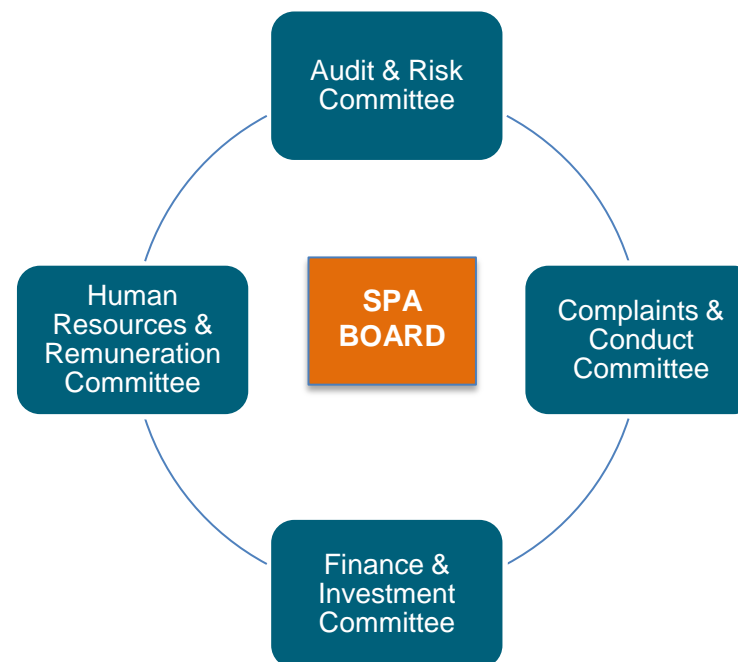 Audit & Risk
Committee
Human
Resources &
Remuneration
Committee
SPA
BOARD
Complaints &
Conduct
Committee
Finance &
Investment
Committee